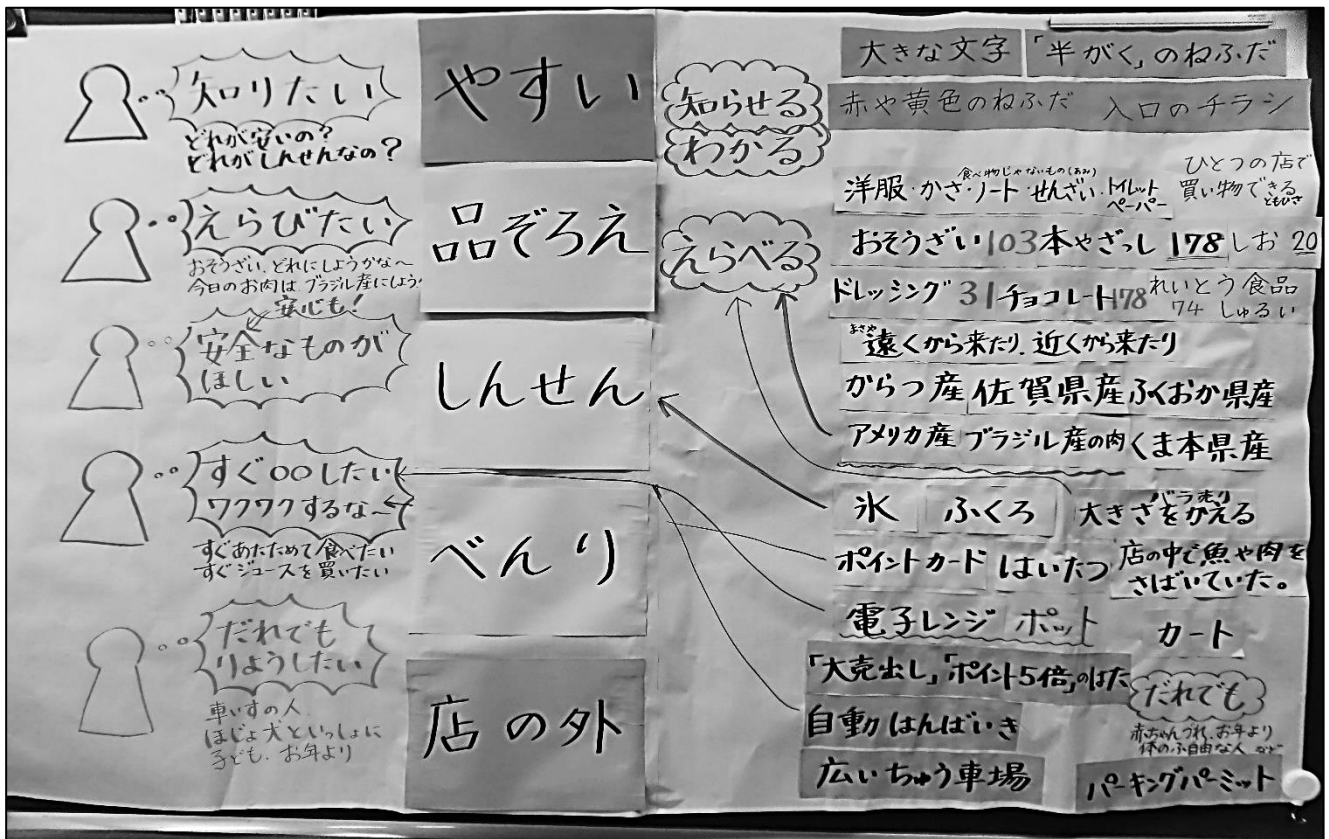 知りたい
どれが安いの？
どれがしんせんなの？
えらびたい
おそうざい、どれにしようかな〜
今日のお肉は、ブラジル産にしよう！
安心も！
安全なものが
ほしい
すぐ〇〇したい
ワクワクするな〜
すぐあたためて食べたい
すぐジュースを買いたい
だれでも
りようしたい
車いすの人
ほじょ犬といっしょに
子ども、お年より
やすい
品ぞろえ
しんせん
べんり
店の外
知らせる
わかる
えらべる
大きな文字 「半がく」のねふだ
赤や黄色のねふだ 入口のチラシ
食べ物じゃないもの(あみ)
洋服・かさ・ノート・せんざい・トイレットペーパー
ひとつの店で
買い物できる
ともひさ
おそうざい103 本やざっし 178 しお 20
ドレッシング 31 チョコレート178 れいとう食品
74 しゅるい
まさや
遠くから来たり、近くから来たり
からつ産 佐賀県産 ふくおか県産
アメリカ産 ブラジル産の肉 くま本県産
バラ売り
氷 ふくろ 大きさをかえる
ポイントカード はいたつ 店の中で魚や肉を
さばいていた。
電子レンジ ポット カート
「大売出し」「ポイント5倍」のはた
だれでも
赤ちゃんづれ、お年より
体のふ自由な人 など
自動はんばいき
広いちゅう車場 パーキングパーミット